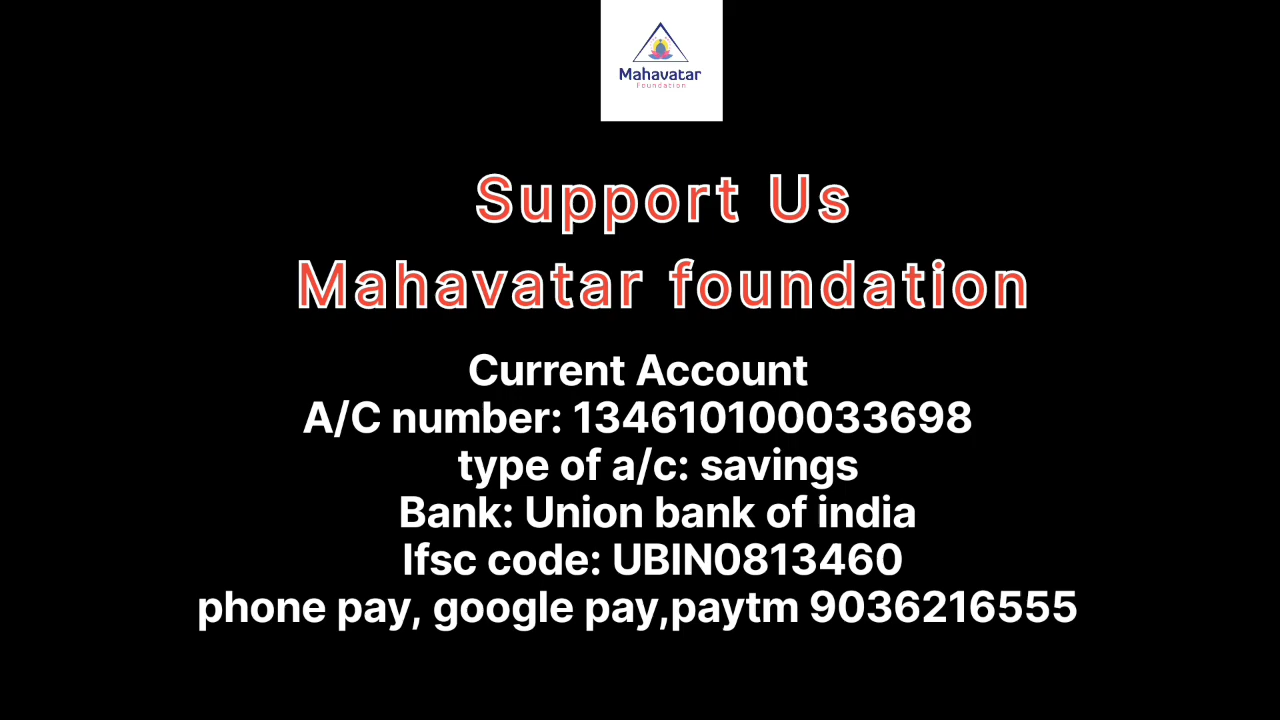 Mahavatar
Foundation
Support Us
Mahavatar foundation
Current Account
A/C number: 134610100033698
type of a/c: savings
Bank: Union bank of india
Ifsc code: UBIN0813460
phone pay, google pay,paytm 9036216555